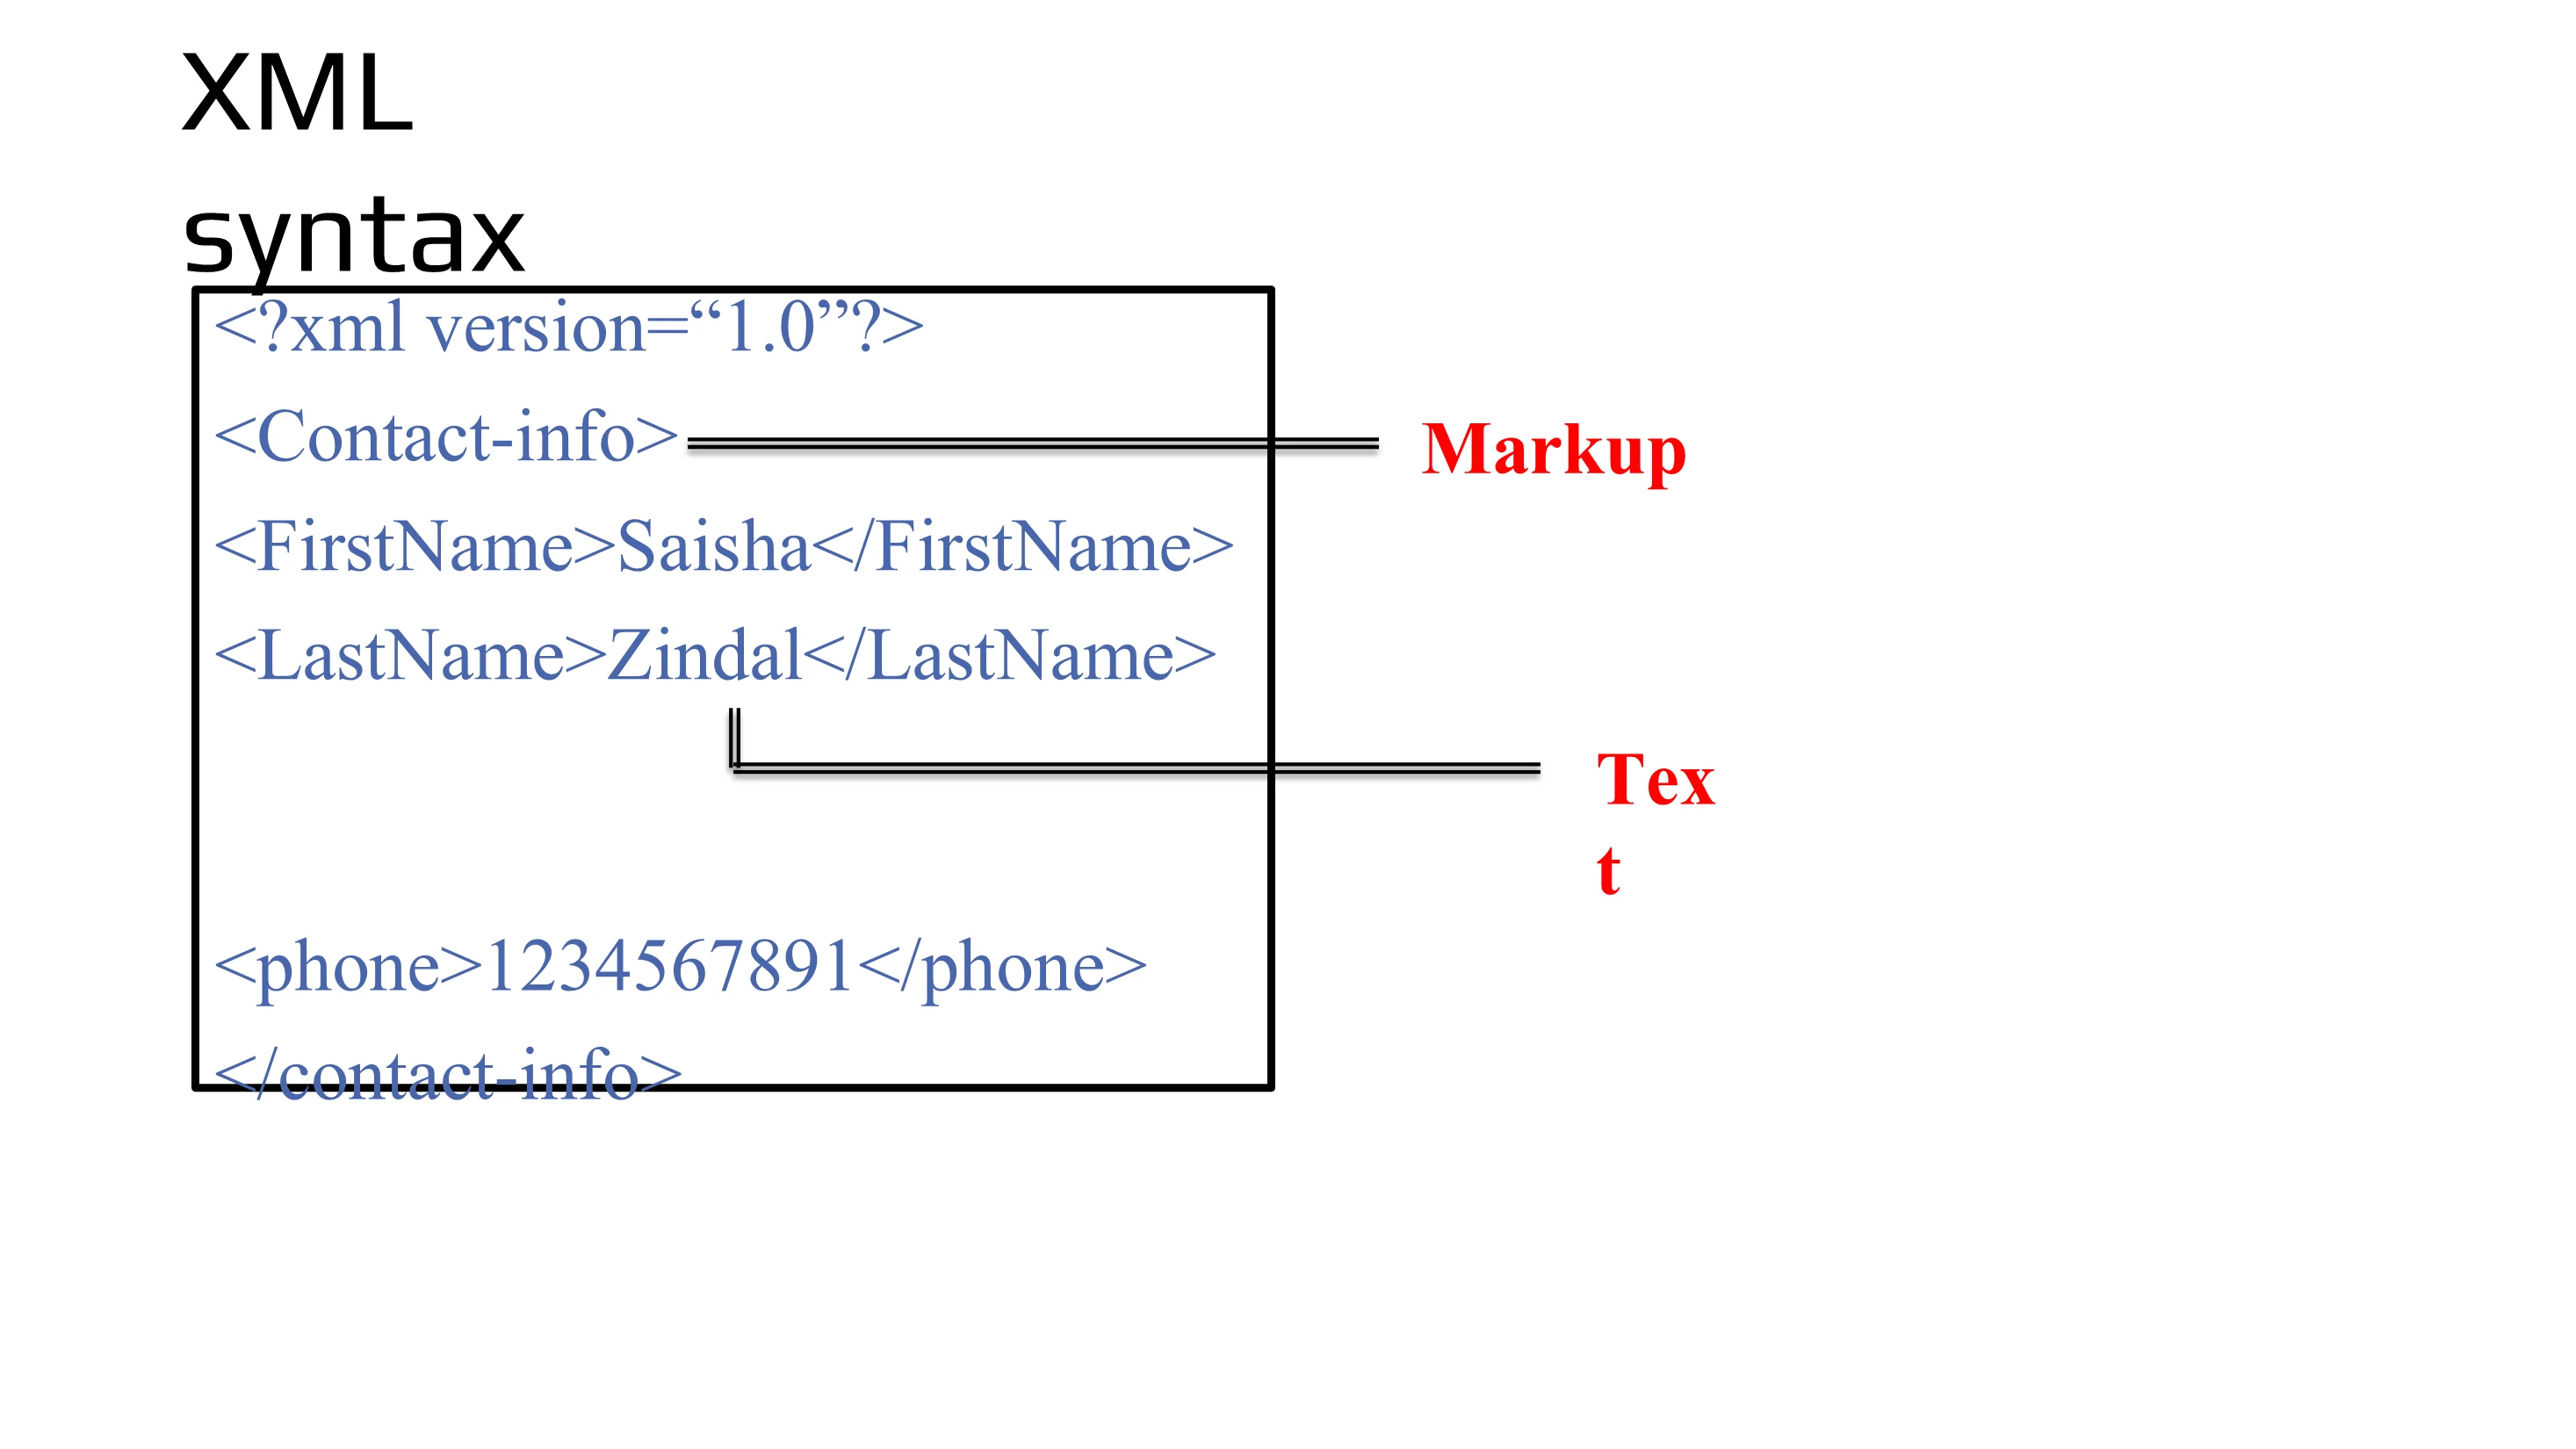 XML
syntax
<?xml version=“1.0”?>
<Contact-info>
Markup
<FirstName>Saisha</FirstName>
<LastName>Zindal</LastName>
Tex
t
<phone>1234567891</phone>
</contact-info>